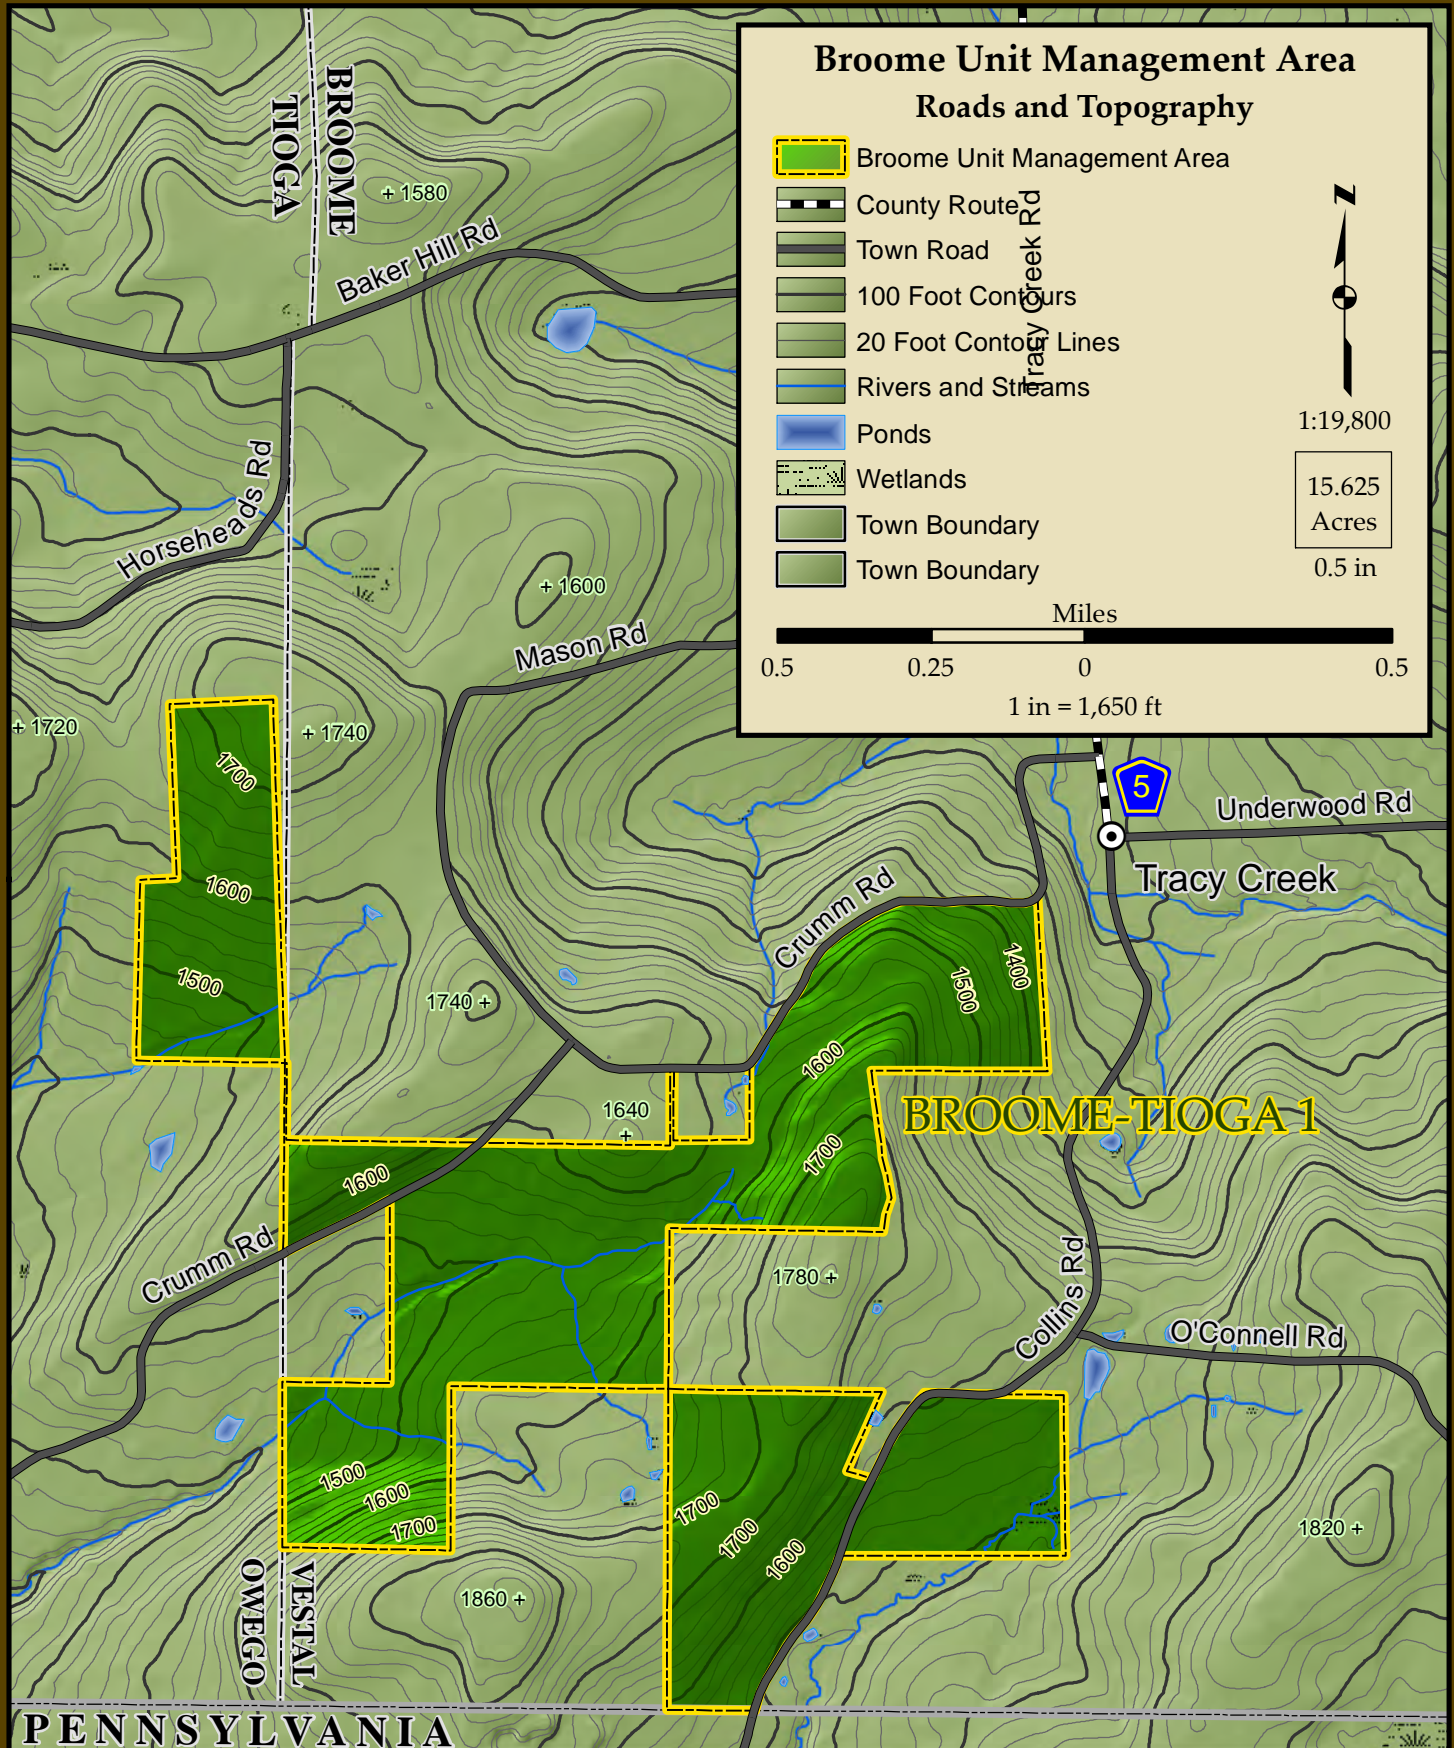 Broome Unit Management Area
Roads and Topography
Broome Unit Management Area
County Route
Town Road
100 Foot Contours
20 Foot Contour Lines
Rivers and Streams
Ponds
Wetlands
Town Boundary
Town Boundary
Tracy Creek Rd
N
1:19,800
15.625
Acres
0.5 in
Miles
0.5 0.25 0 0.5
1 in = 1,650 ft
TIOGA
BROOME
+ 1580
Baker Hill Rd
Horseheads Rd
+ 1600
Mason Rd
+ 1720
+ 1740
1700
5
Underwood Rd
Tracy Creek
1600
Crumm Rd
1500
1740 +
1500
1400
1600
1640
+
BROOME-TIOGA 1
1700
1600
Crumm Rd
1780 +
Collins Rd
O'Connell Rd
1500
1600
1700
1700
1700
1600
1820 +
1860 +
OWEGO
VESTAL
PENNSYLVANIA